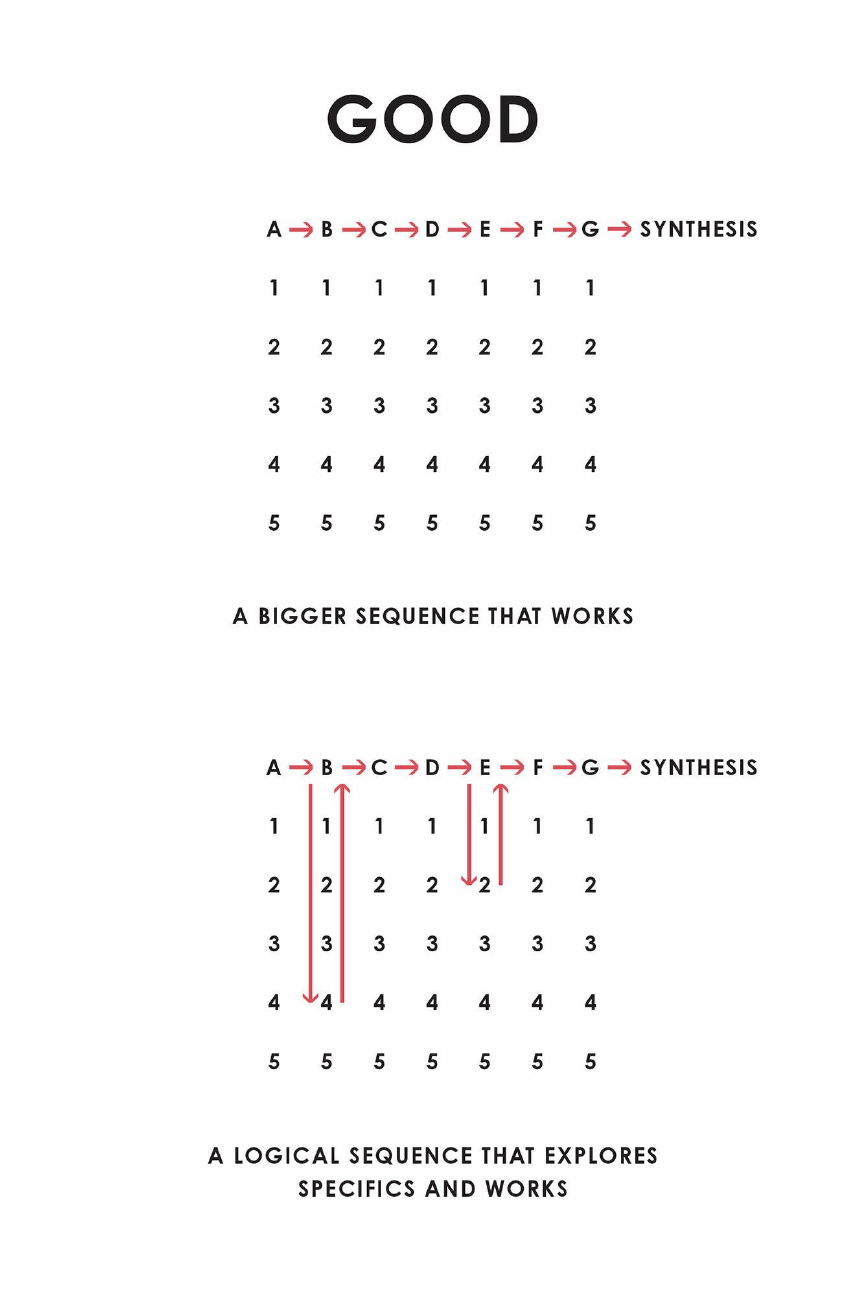 GOOD
A → B → C → D → E → F → G → SYNTHESIS
1 1 1 1 1 1 1
2 2 2 2 2 2 2
3 3 3 3 3 3 3
4 4 4 4 4 4 4
5 5 5 5 5 5 5
A BIGGER SEQUENCE THAT WORKS
A → B → C → D → E → F → G → SYNTHESIS
1 1 1 1 1 1 1
2 2 2 2 2 2 2
3 3 3 3 3 3 3
4 4 4 4 4 4 4
5 5 5 5 5 5 5
A LOGICAL SEQUENCE THAT EXPLORES
SPECIFICS AND WORKS